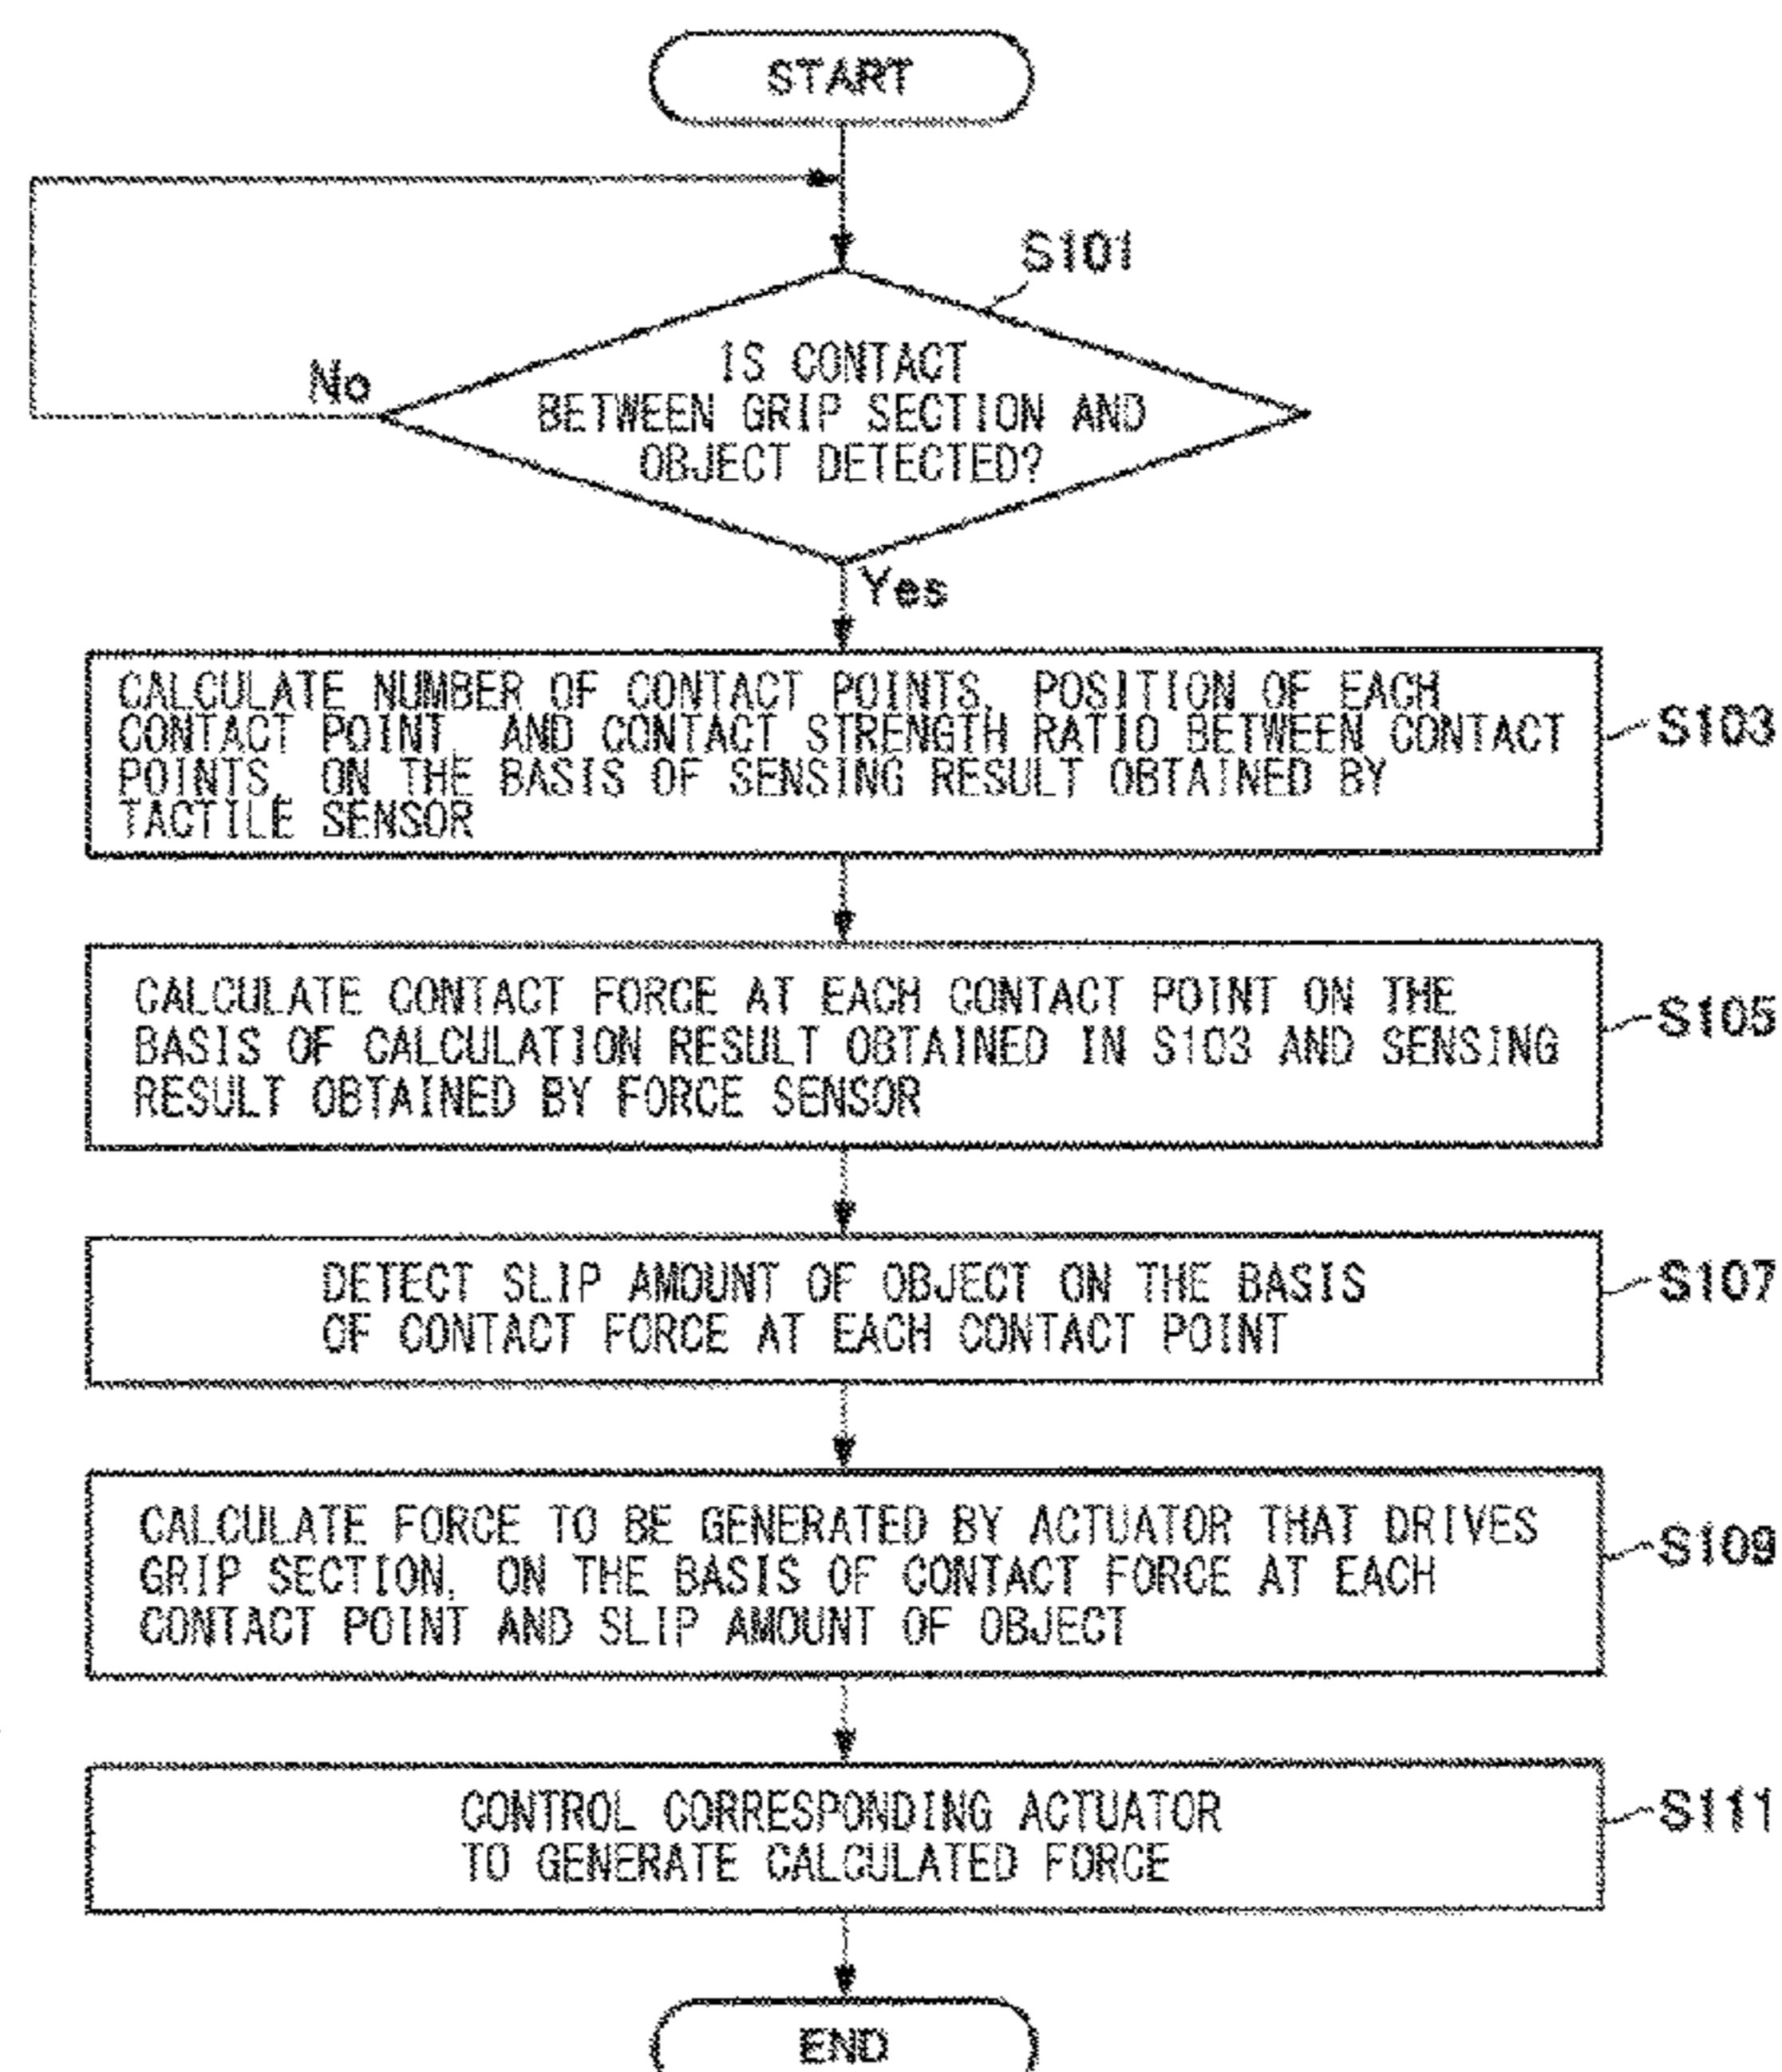 START
S101
IS CONTACT
BETWEEN GRIP SECTION AND
OBJECT DETECTED?
No
Yes
CALCULATE NUMBER OF CONTACT POINTS, POSITION OF EACH
CONTACT POINT, AND CONTACT STRENGTH RATIO BETWEEN CONTACT
POINTS, ON THE BASIS OF SENSING RESULT OBTAINED BY
TACTILE SENSOR
S103
CALCULATE CONTACT FORCE AT EACH CONTACT POINT ON THE
BASIS OF CALCULATION RESULT OBTAINED IN S103 AND SENSING
RESULT OBTAINED BY FORCE SENSOR
S105
DETECT SLIP AMOUNT OF OBJECT ON THE BASIS
OF CONTACT FORCE AT EACH CONTACT POINT
S107
CALCULATE FORCE TO BE GENERATED BY ACTUATOR THAT DRIVES
GRIP SECTION, ON THE BASIS OF CONTACT FORCE AT EACH
CONTACT POINT AND SLIP AMOUNT OF OBJECT
S109
CONTROL CORRESPONDING ACTUATOR
TO GENERATE CALCULATED FORCE
S111
END